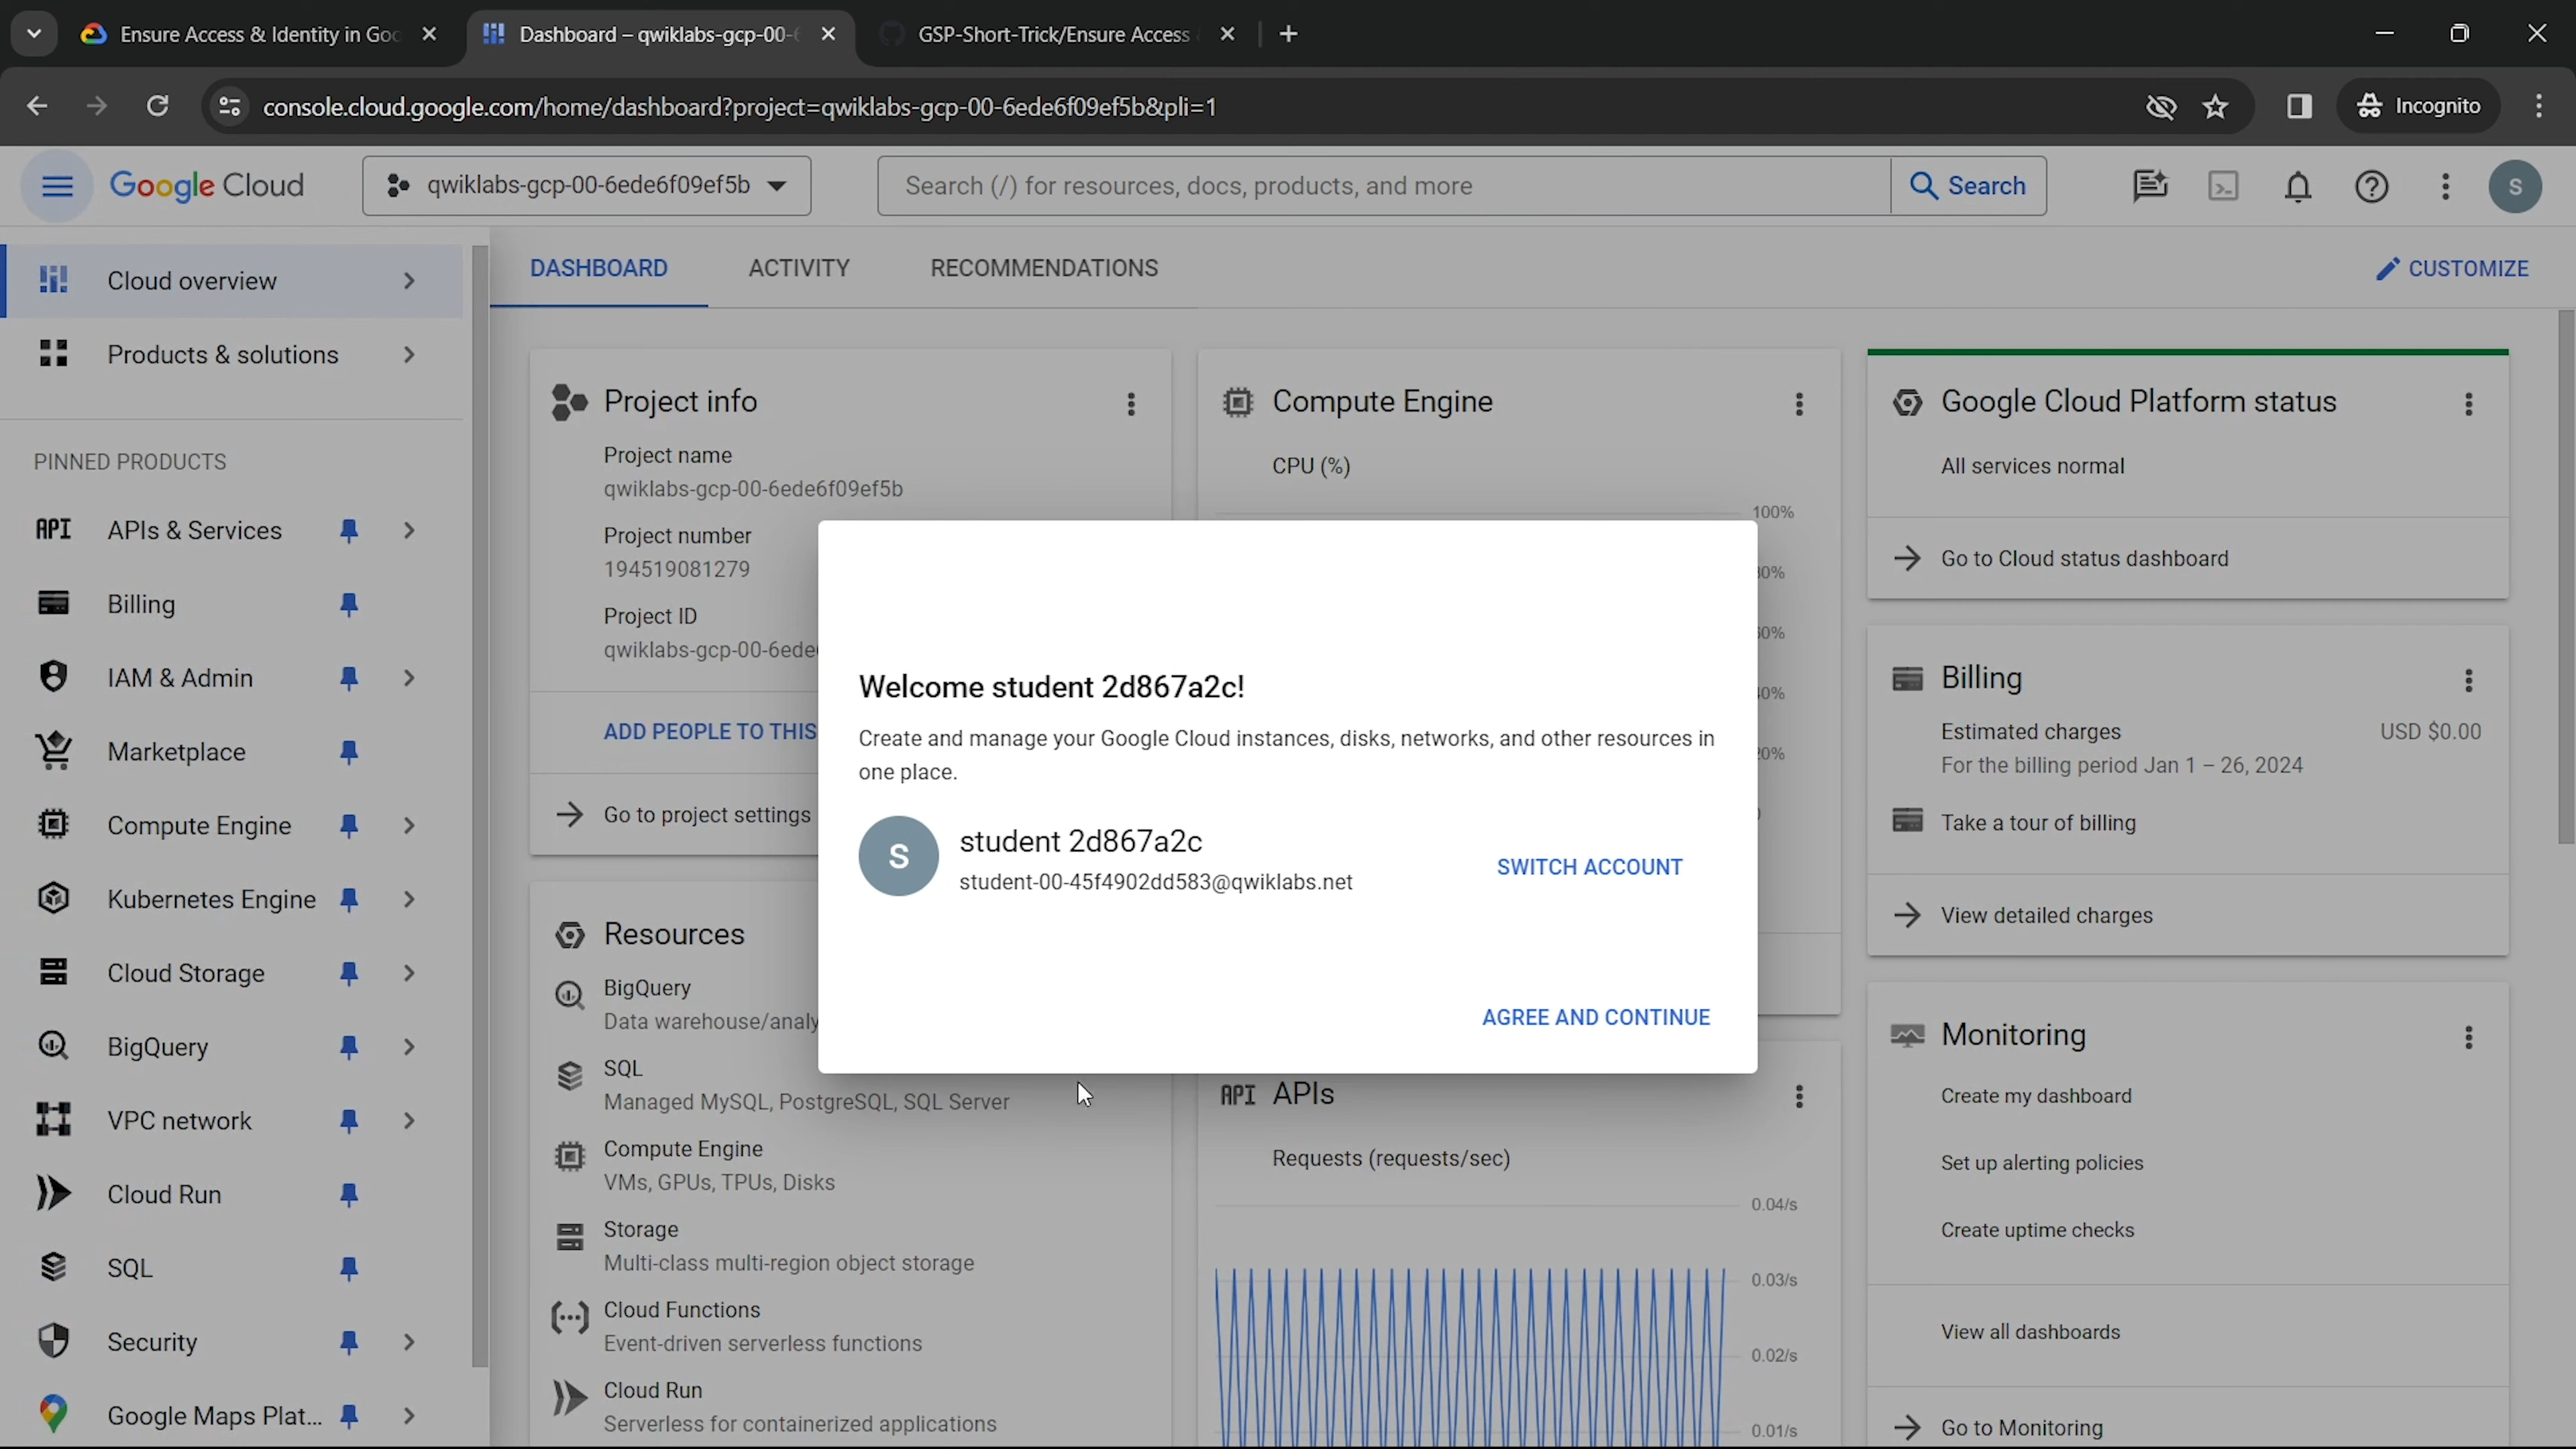 Ensure Access & Identity in Goo
Dashboard – qwiklabs-gcp-00-6
GSP-Short-Trick/Ensure Access
console.cloud.google.com/home/dashboard?project=qwiklabs-gcp-00-6ede6f09ef5b&pli=1
Incognito
Google Cloud
qwiklabs-gcp-00-6ede6f09ef5b
Search (/) for resources, docs, products, and more
Search
S
Cloud overview
Products & solutions
PINNED PRODUCTS
API APIs & Services
Billing
IAM & Admin
Marketplace
Compute Engine
Kubernetes Engine
Cloud Storage
BigQuery
VPC network
Cloud Run
SQL
Security
Google Maps Plat...
DASHBOARD
ACTIVITY
RECOMMENDATIONS
CUSTOMIZE
Project info
Project name
qwiklabs-gcp-00-6ede6f09ef5b
Project number
194519081279
Project ID
qwiklabs-gcp-00-6ede
ADD PEOPLE TO THIS
Go to project settings
Resources
BigQuery
Data warehouse/analy
SQL
Managed MySQL, PostgreSQL, SQL Server
Compute Engine
VMs, GPUs, TPUs, Disks
Storage
Multi-class multi-region object storage
Cloud Functions
Event-driven serverless functions
Cloud Run
Serverless for containerized applications
Compute Engine
CPU (%)
100%
Welcome student 2d867a2c!
Create and manage your Google Cloud instances, disks, networks, and other resources in
one place.
S
student 2d867a2c
student-00-45f4902dd583@qwiklabs.net
SWITCH ACCOUNT
AGREE AND CONTINUE
API APIs
Requests (requests/sec)
0.04/s
0.03/s
0.02/s
0.01/s
Google Cloud Platform status
All services normal
Go to Cloud status dashboard
Billing
Estimated charges
USD $0.00
For the billing period Jan 1 – 26, 2024
Take a tour of billing
View detailed charges
Monitoring
Create my dashboard
Set up alerting policies
Create uptime checks
View all dashboards
Go to Monitoring